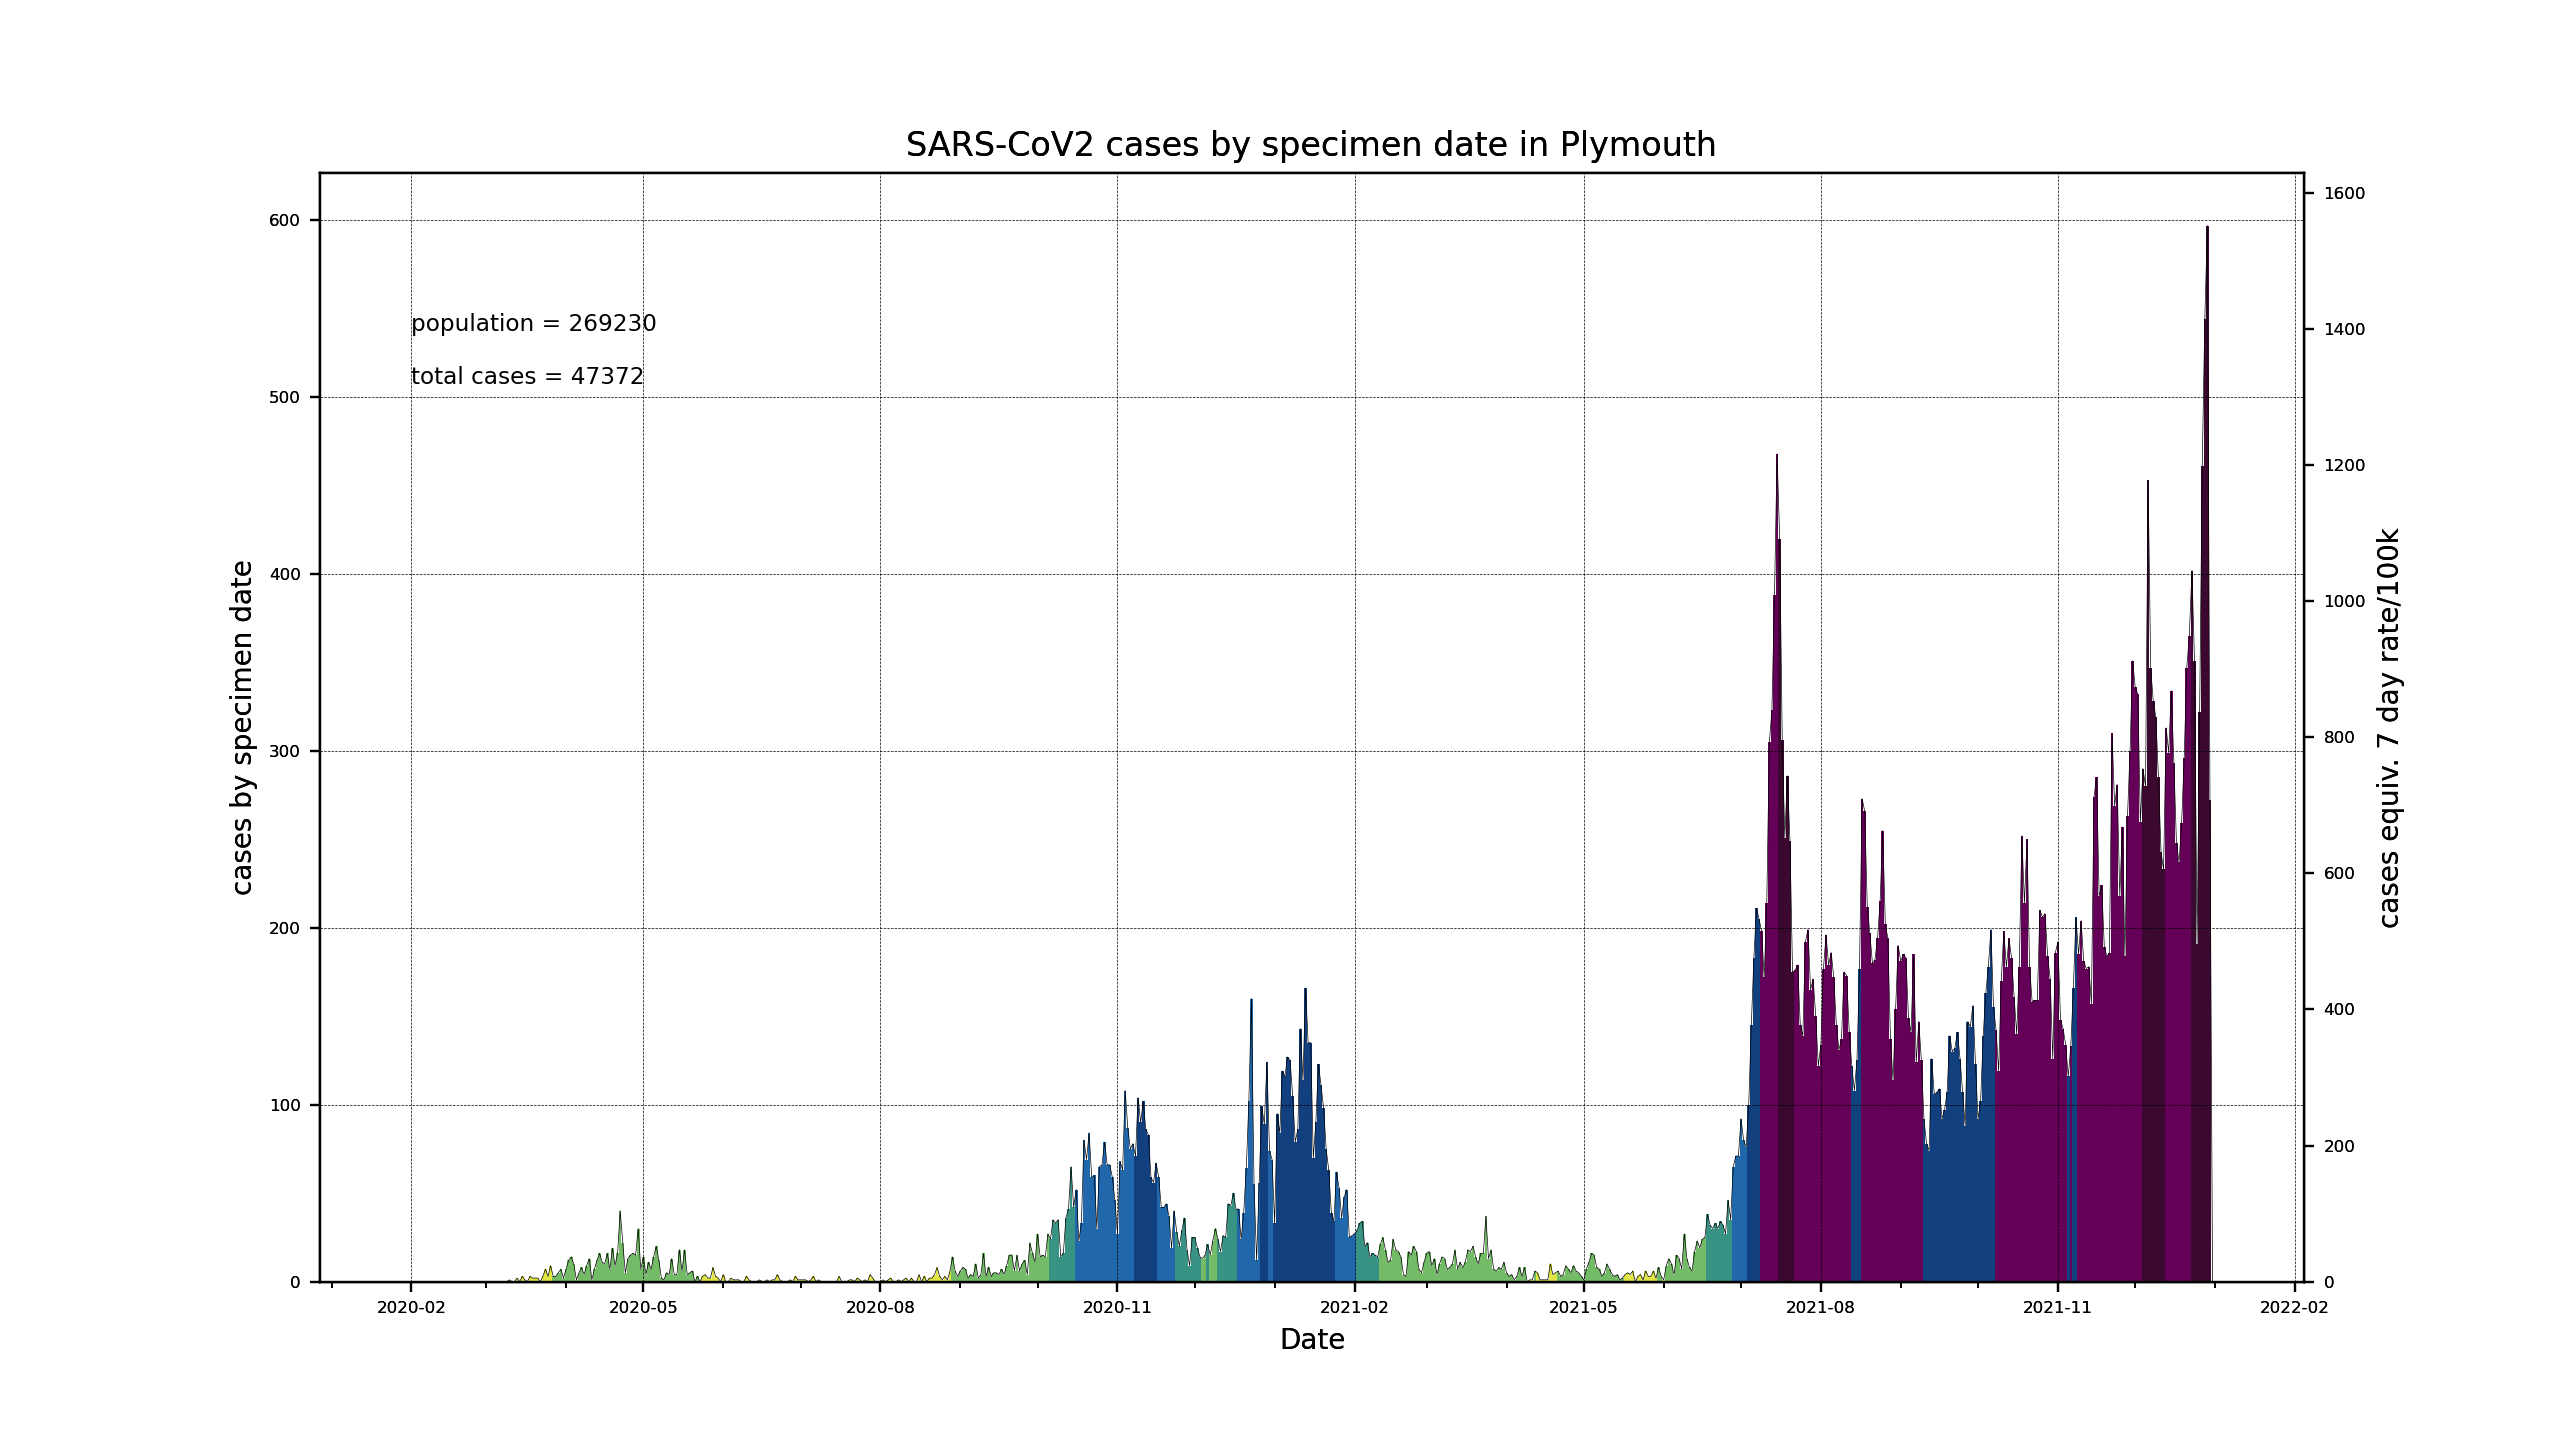 SARS-CoV2 cases by specimen date in Plymouth
population = 269230
total cases = 47372
cases by specimen date
600
500
400
300
200
100
0
1600
1400
1200
1000
800
600
400
200
0
cases equiv. 7 day rate/100k
2020-02 2020-05 2020-08 2020-11 2021-02 2021-05 2021-08 2021-11 2022-02
Date